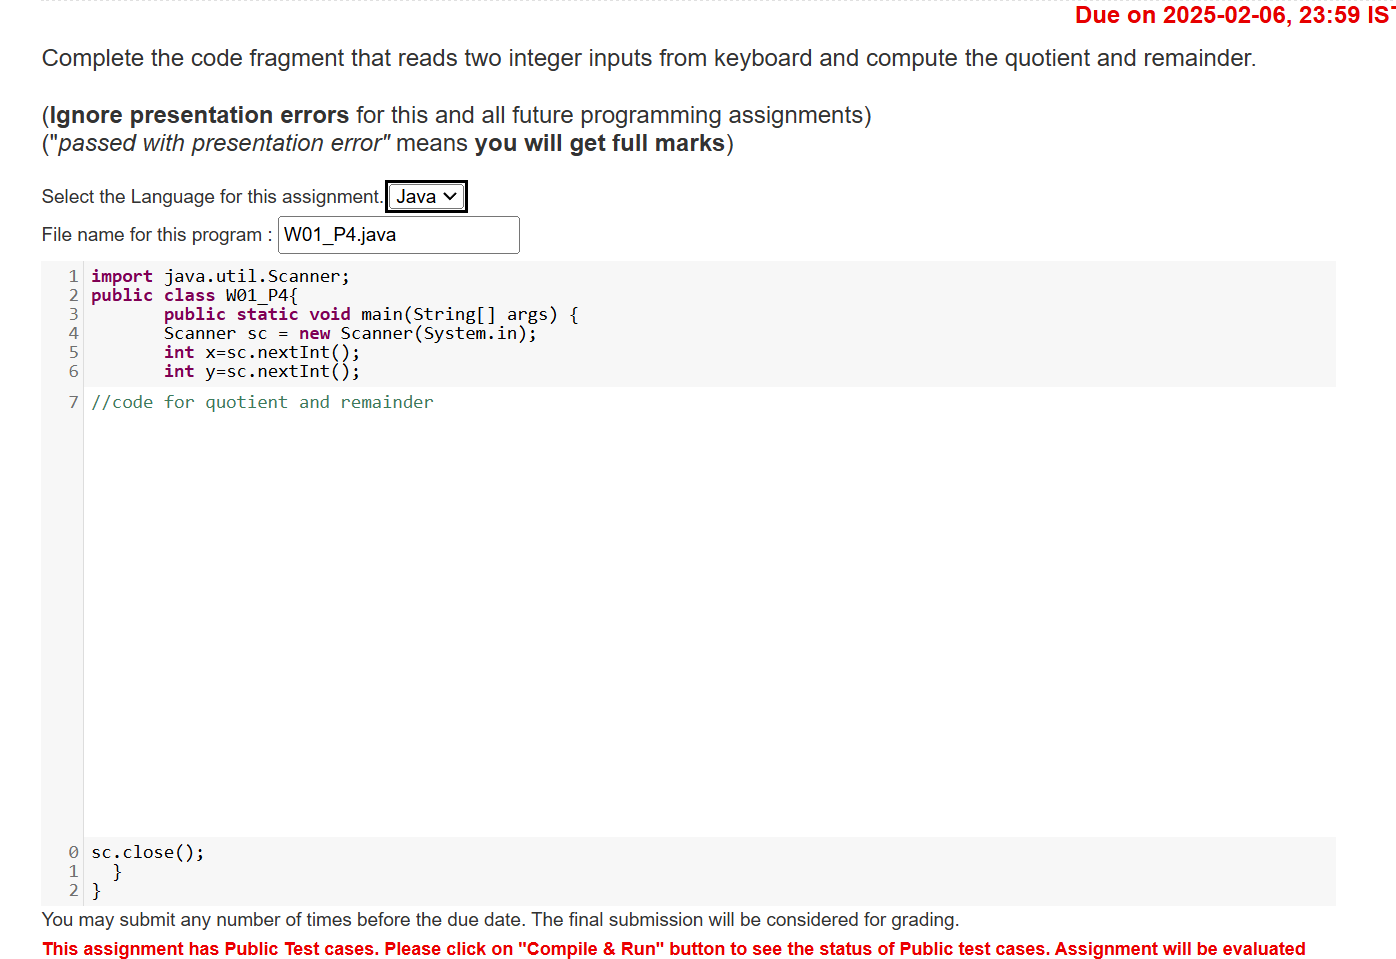 Due on 2025-02-06, 23:59 IST
Complete the code fragment that reads two integer inputs from keyboard and compute the quotient and remainder.
(Ignore presentation errors for this and all future programming assignments)
("passed with presentation error" means you will get full marks)
Select the Language for this assignment. Java
File name for this program : W01_P4.java
1 import java.util.Scanner;
2 public class W01_P4{
3 public static void main(String[] args) {
4 Scanner sc = new Scanner(System.in);
5 int x=sc.nextInt();
6 int y=sc.nextInt();
7 //code for quotient and remainder
0 sc.close();
1 }
2 }
You may submit any number of times before the due date. The final submission will be considered for grading.
This assignment has Public Test cases. Please click on "Compile & Run" button to see the status of Public test cases. Assignment will be evaluated